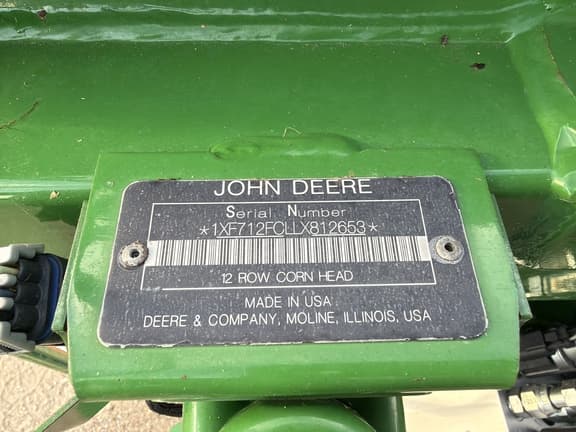 JOHN DEERE
Serial Number
*1XF712FCLLX812653*
12 ROW CORN HEAD
MADE IN USA
DEERE & COMPANY, MOLINE, ILLINOIS, USA